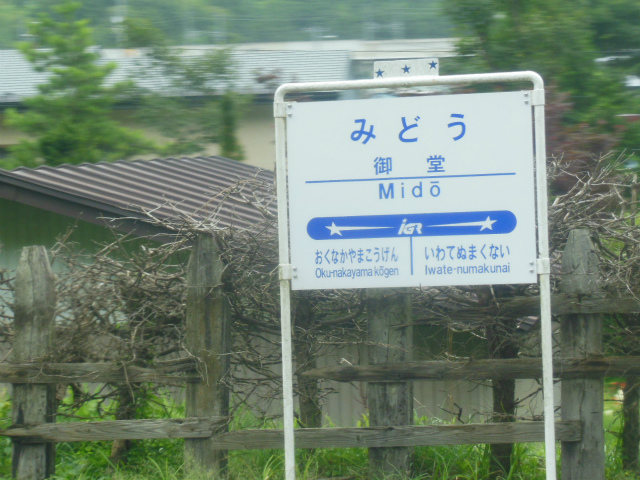 みどう
御堂
Midō
IGR
おくなかやまこうげん いわてぬまくない
Oku-nakayama kōgen Iwate-numakunai